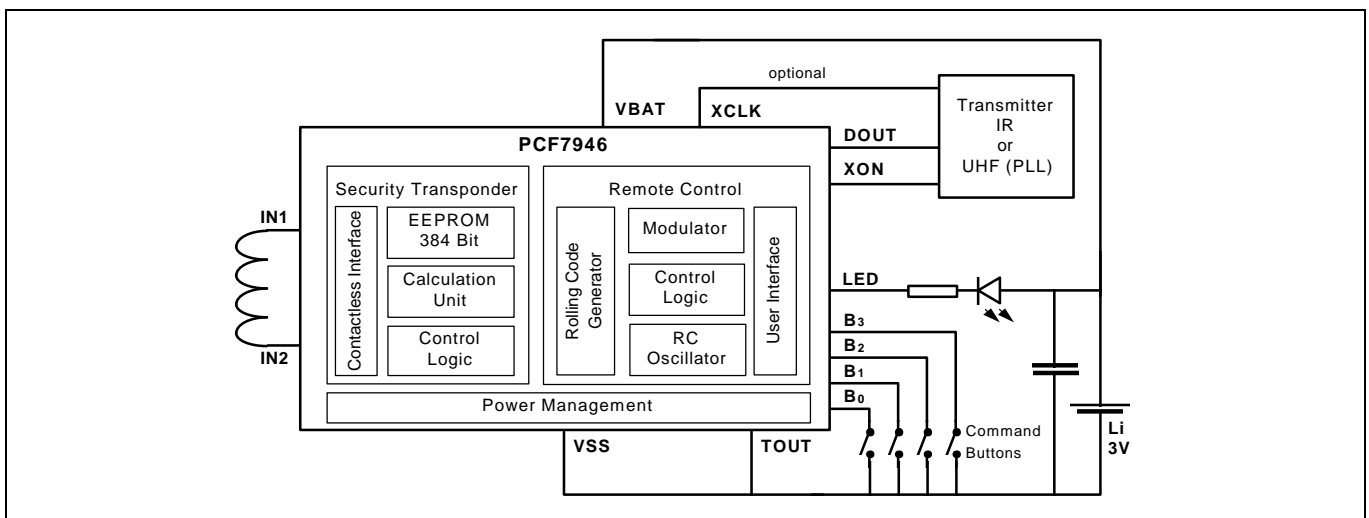 optional
VBAT
XCLK
Transmitter
IR
or
UHF (PLL)
DOUT
XON
PCF7946
Security Transponder
Contactless Interface
EEPROM
384 Bit
Calculation
Unit
Control
Logic
Remote Control
Rolling Code
Generator
Modulator
Control
Logic
RC
Oscillator
User Interface
Power Management
IN1
IN2
LED
B3
B2
B1
B0
Command
Buttons
Li
3V
VSS
TOUT